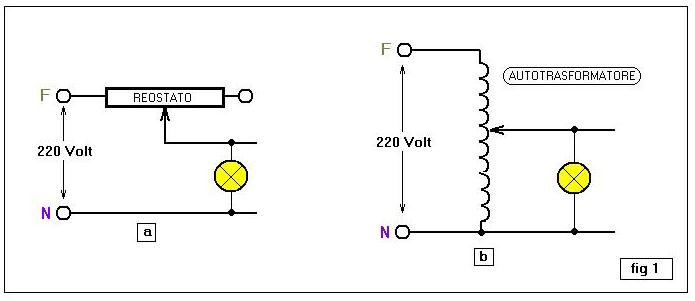 F
REOSTATO
220 Volt
N
a
F
AUTOTRASFORMATORE
220 Volt
N
b
fig 1